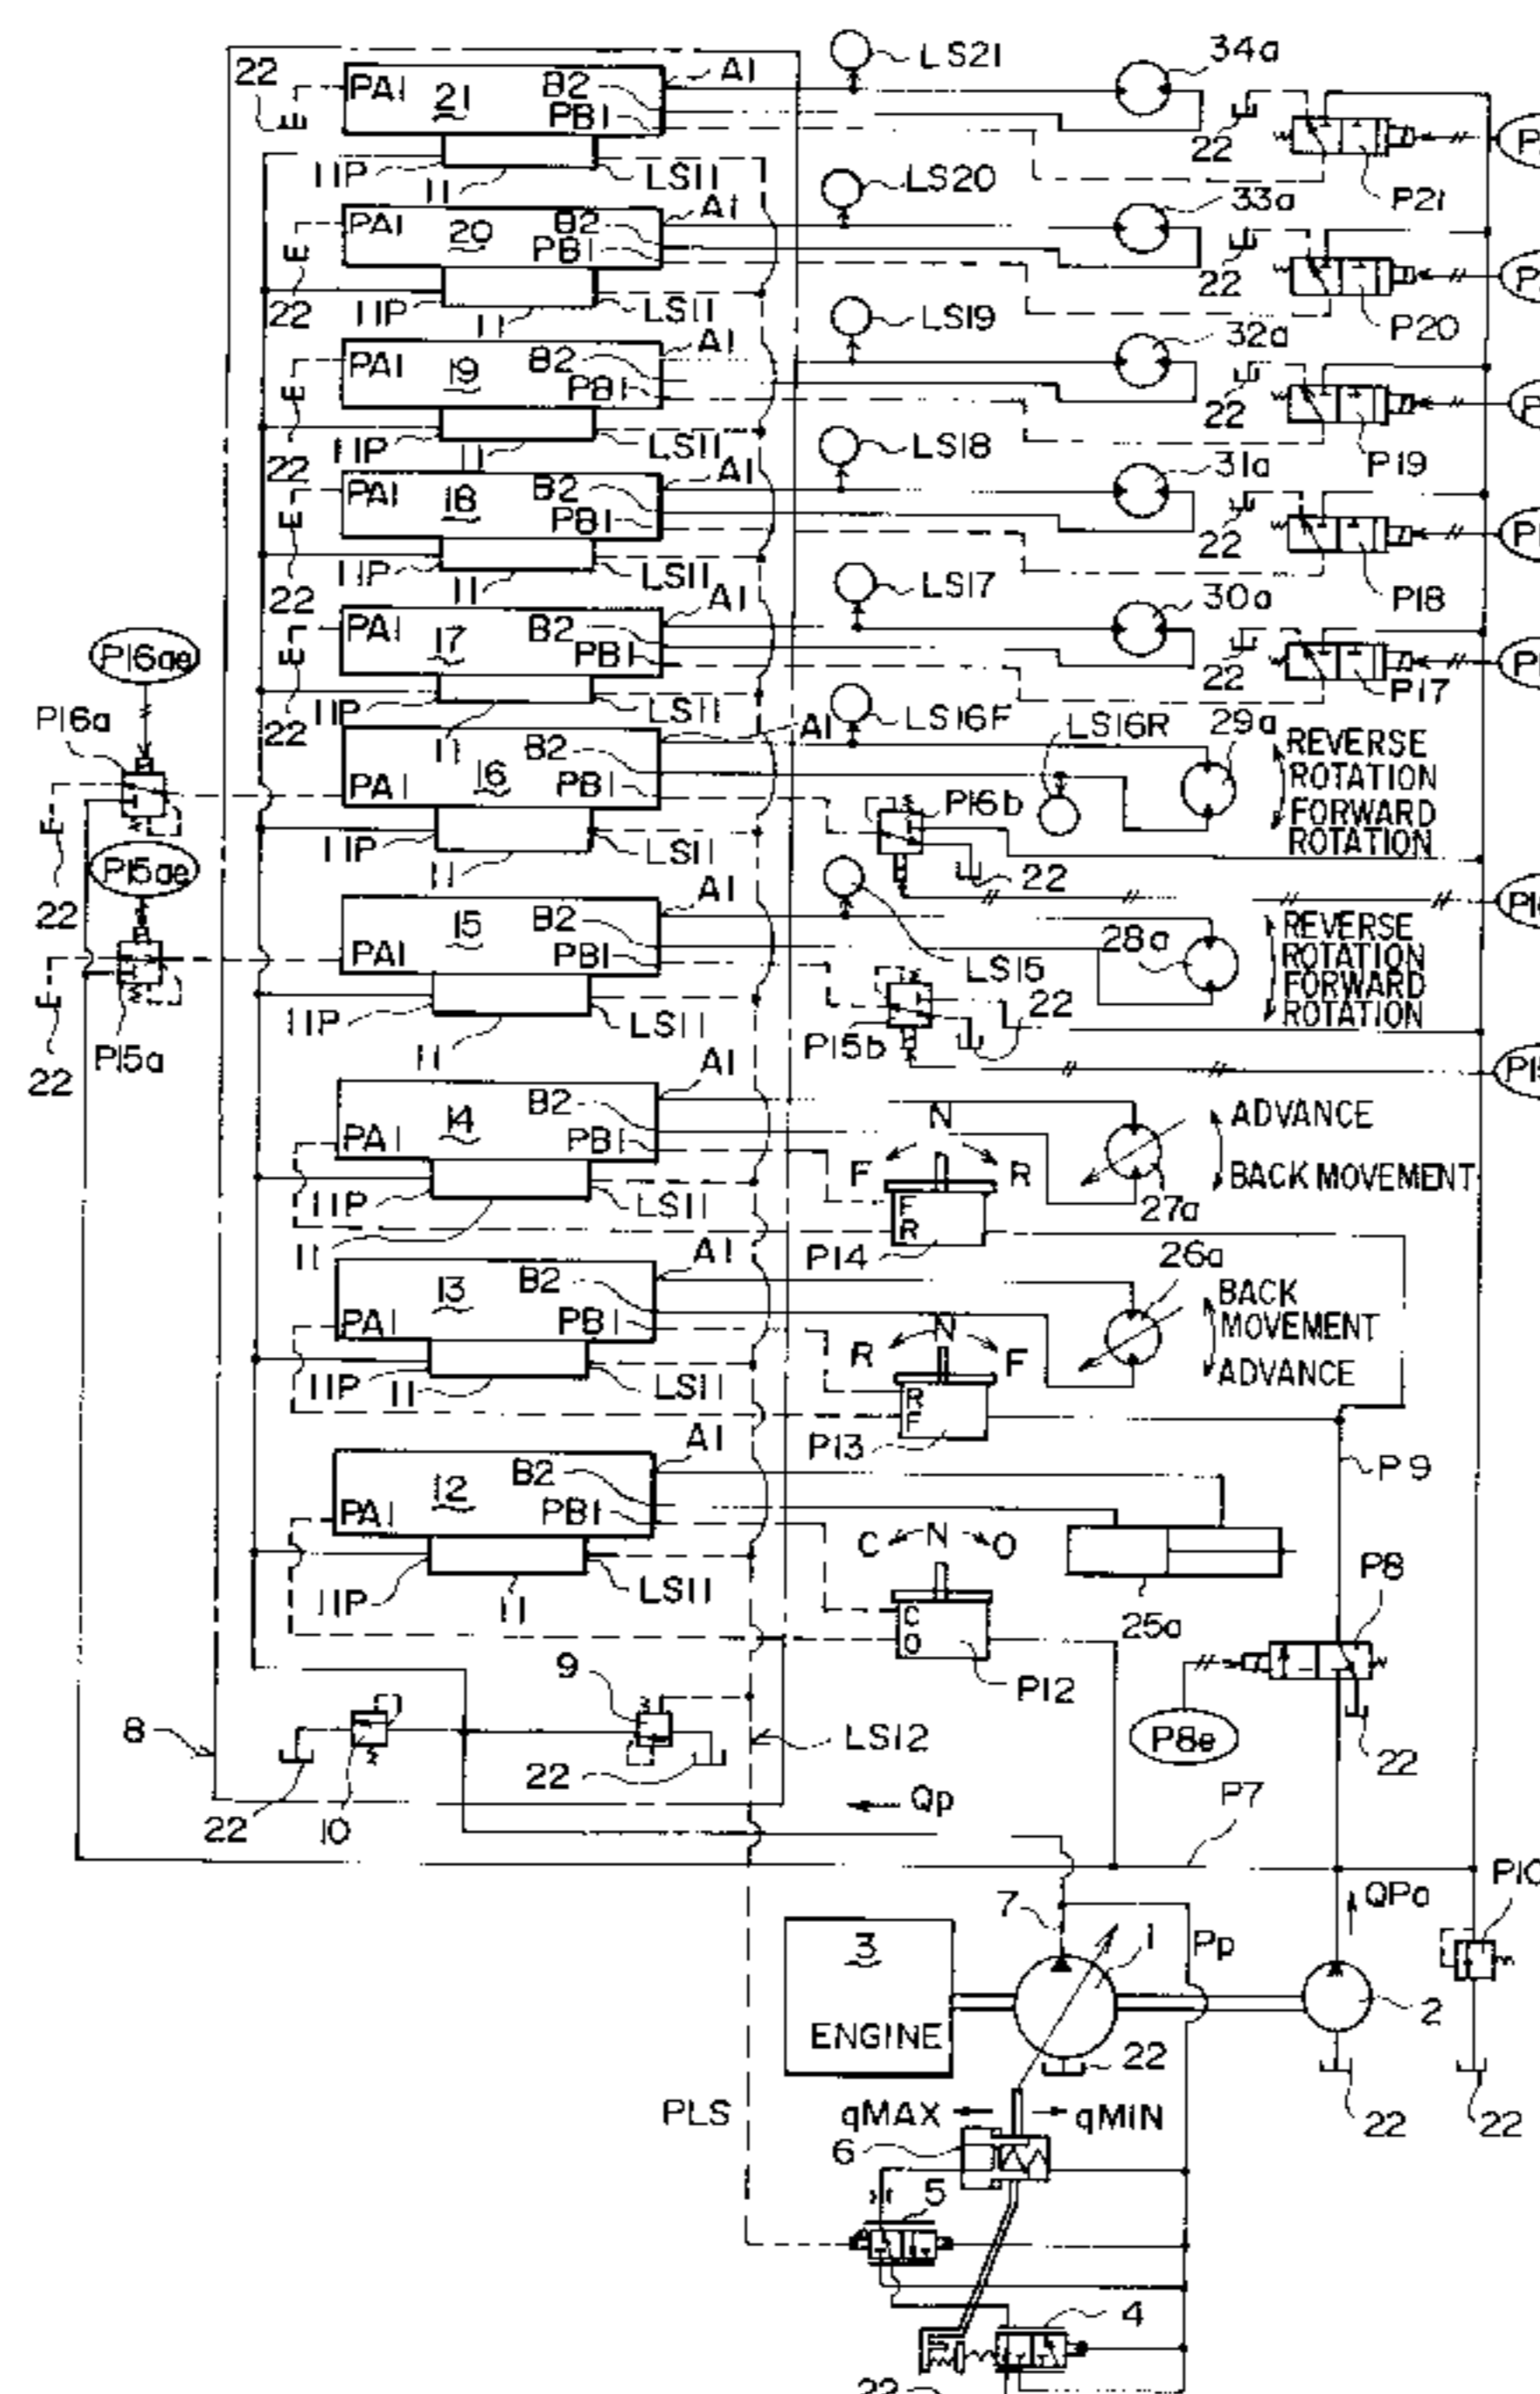 22 PA1 21 B2 PB1 A1 LS21 34a
11P 11 LS11 22 P21
22 PA1 20 B2 PB1 A1 LS20 33a
11P 11 LS11 22 P20
22 PA1 19 B2 PB1 A1 LS19 32a
11P 11 LS11 22 P19
22 PA1 18 B2 PB1 A1 LS18 31a
11P 11 LS11 22 P18
22 PA1 17 B2 PB1 A1 LS17 30a
11P 11 LS11 22 P17
P16ae
P16a
22 PA1 16 B2 PB1 A1 LS16F LS16R 29a
REVERSE
ROTATION
FORWARD
ROTATION
11P 11 LS11 P16b 22
P15ae
22 PA1 15 B2 PB1 A1 LS15 28a
REVERSE
ROTATION
FORWARD
ROTATION
11P 11 LS11 P15b 22
P15a
22
PA1 14 B2 PB1 A1
F N R
27a
ADVANCE
BACK MOVEMENT
11P 11 LS11
F
R
P14
PA1 13 B2 PB1 A1
R N F
26a
BACK
MOVEMENT
ADVANCE
11P 11 LS11
R
F
P13
P9
PA1 12 B2 PB1 A1
C N O
25a
11P 11 LS11
C
O
P12
P8
P8e
22
8 22 10 9 22 LS12
Qp
P7
P10
QPa
3
ENGINE
7 1 Pp 2
22 22 22
PLS
qMAX qMIN
6
5
4
22